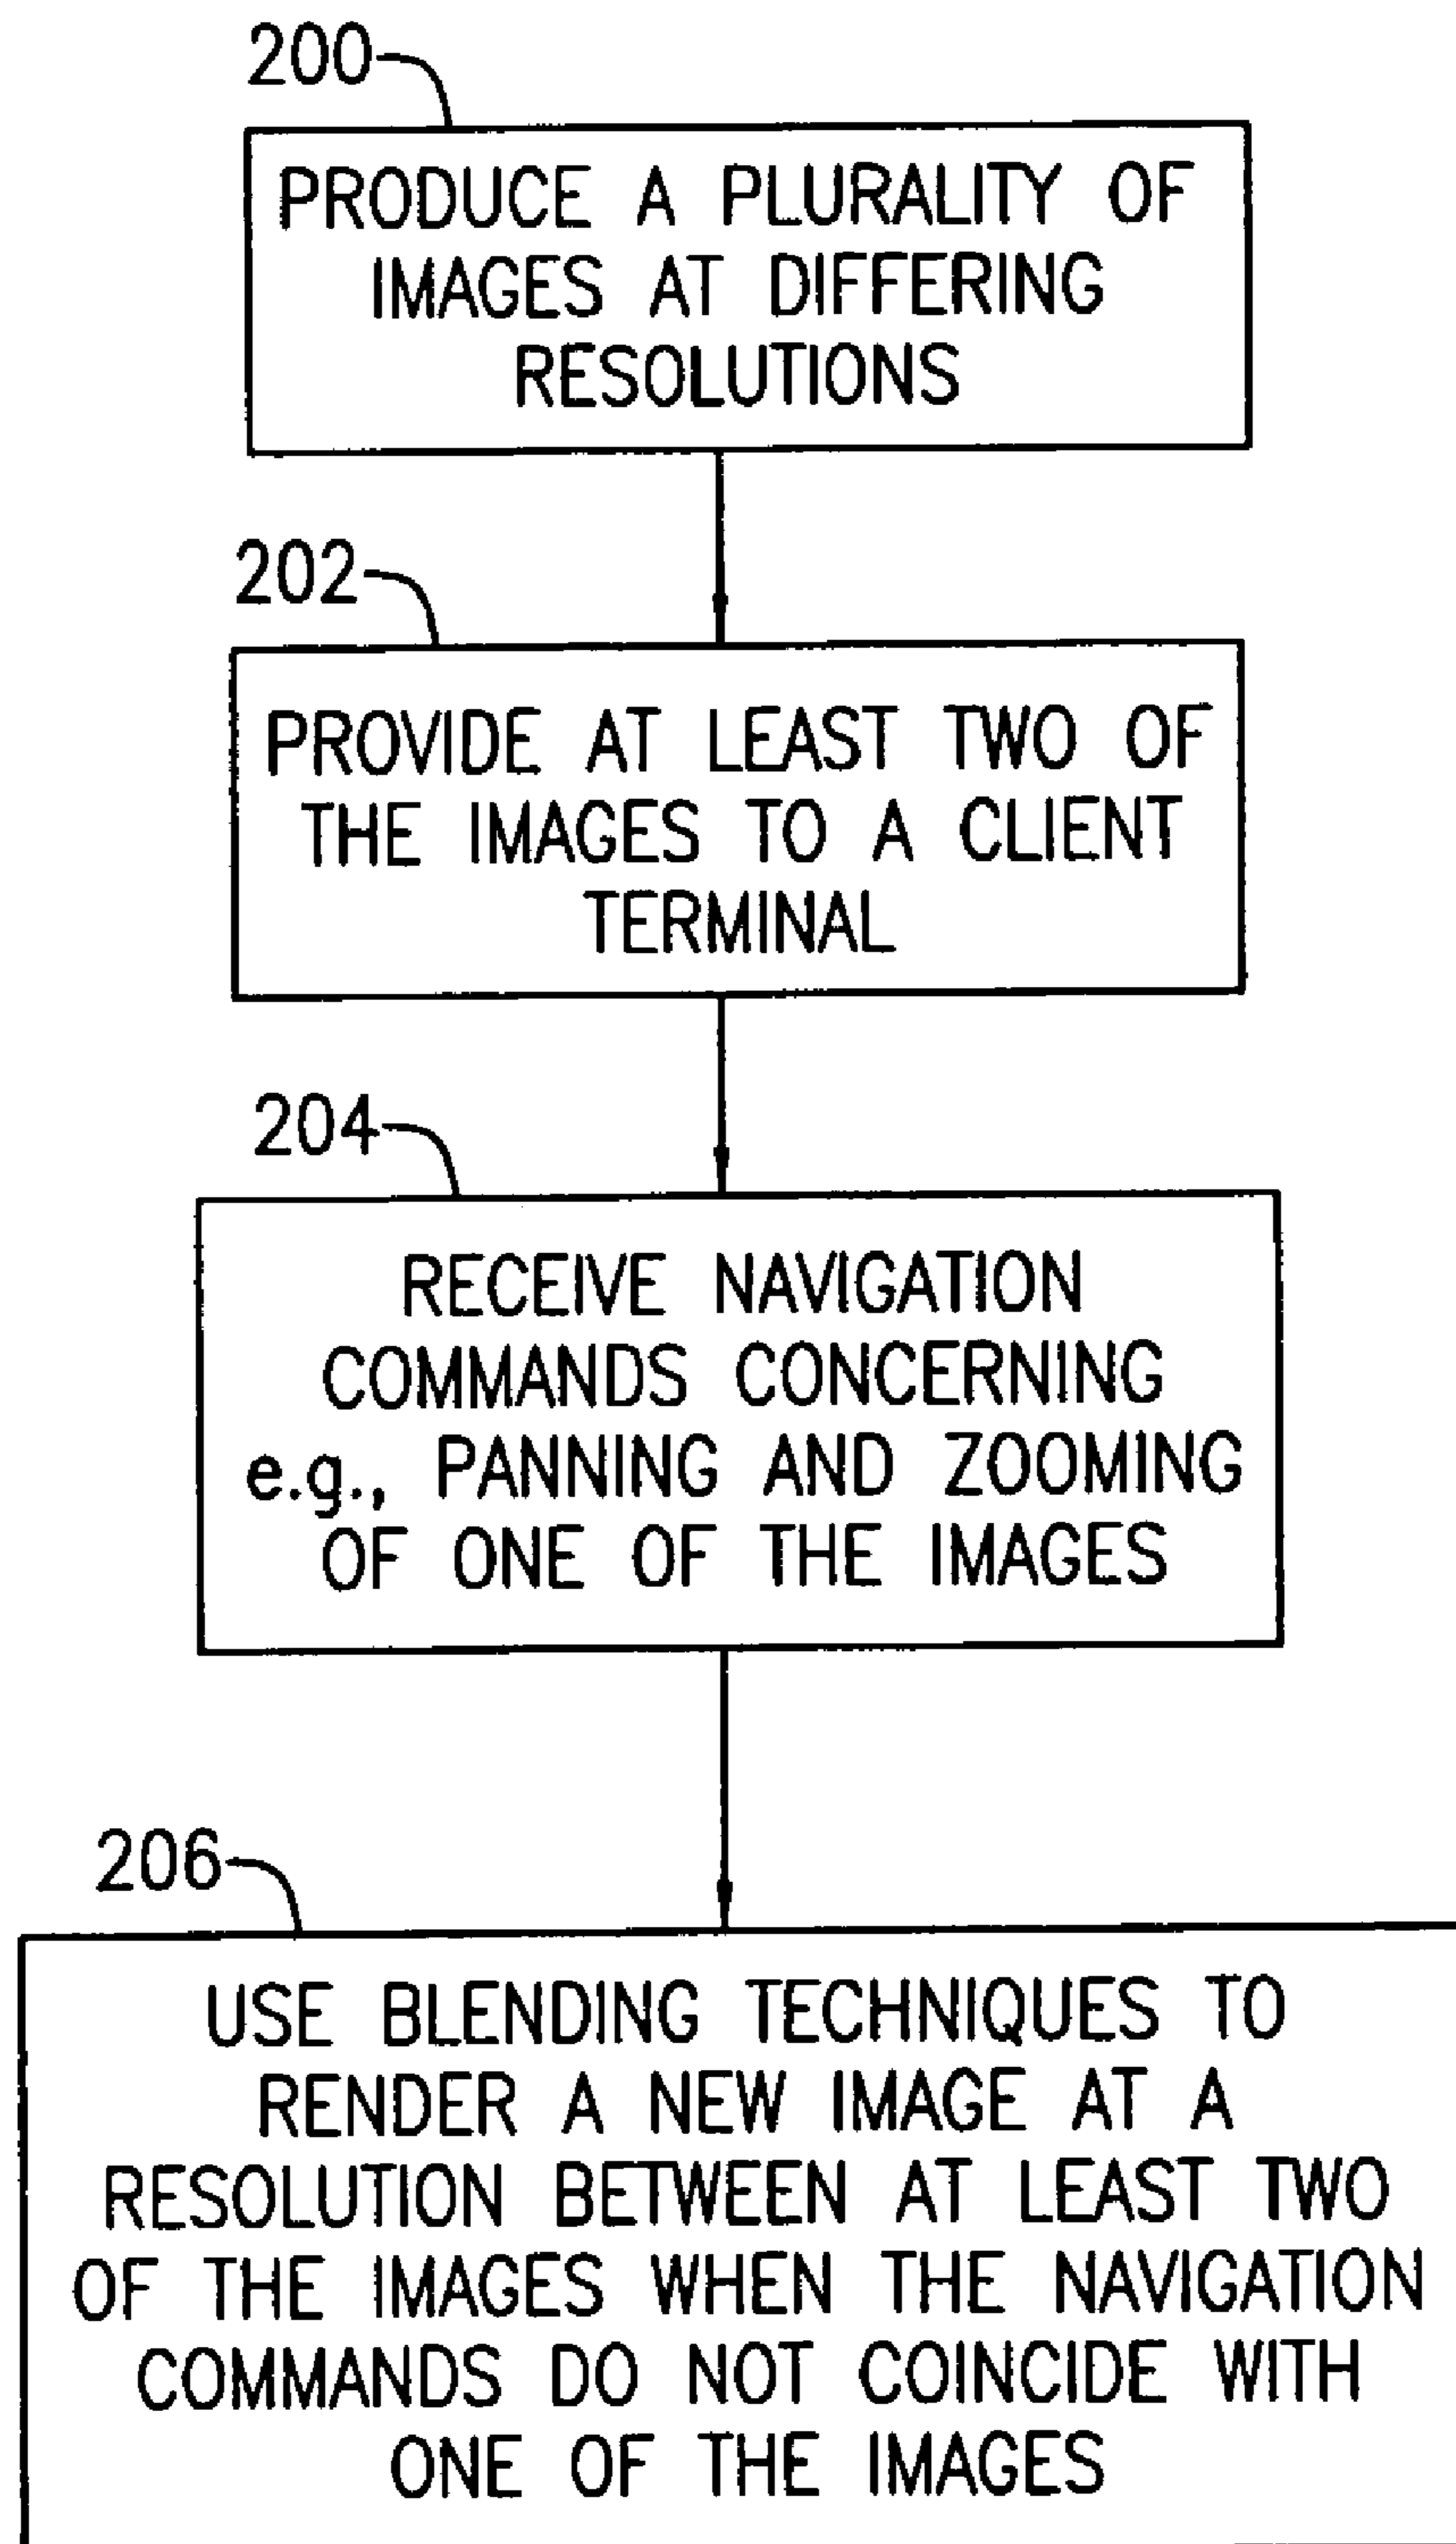 200
PRODUCE A PLURALITY OF
IMAGES AT DIFFERING
RESOLUTIONS
202
PROVIDE AT LEAST TWO OF
THE IMAGES TO A CLIENT
TERMINAL
204
RECEIVE NAVIGATION
COMMANDS CONCERNING
e.g., PANNING AND ZOOMING
OF ONE OF THE IMAGES
206
USE BLENDING TECHNIQUES TO
RENDER A NEW IMAGE AT A
RESOLUTION BETWEEN AT LEAST TWO
OF THE IMAGES WHEN THE NAVIGATION
COMMANDS DO NOT COINCIDE WITH
ONE OF THE IMAGES